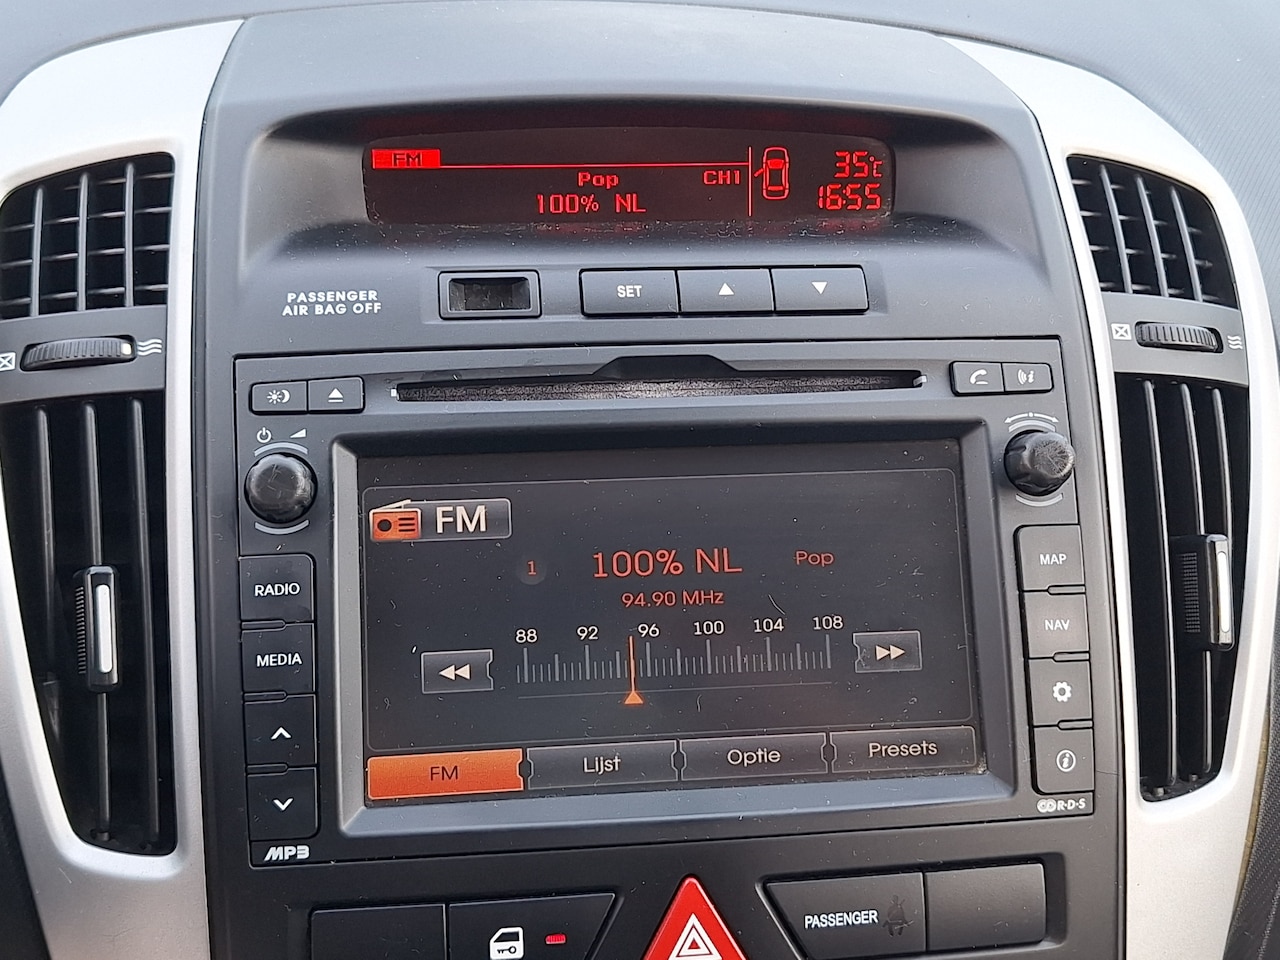 FM
Pop CH1
100% NL
35°C
16:55
PASSENGER
AIR BAG OFF
SET
FM
1 100% NL Pop
94.90 MHz
88 92 96 100 104 108
RADIO
MEDIA
MAP
NAV
FM Lijst Optie Presets
MP3
R·D·S
PASSENGER